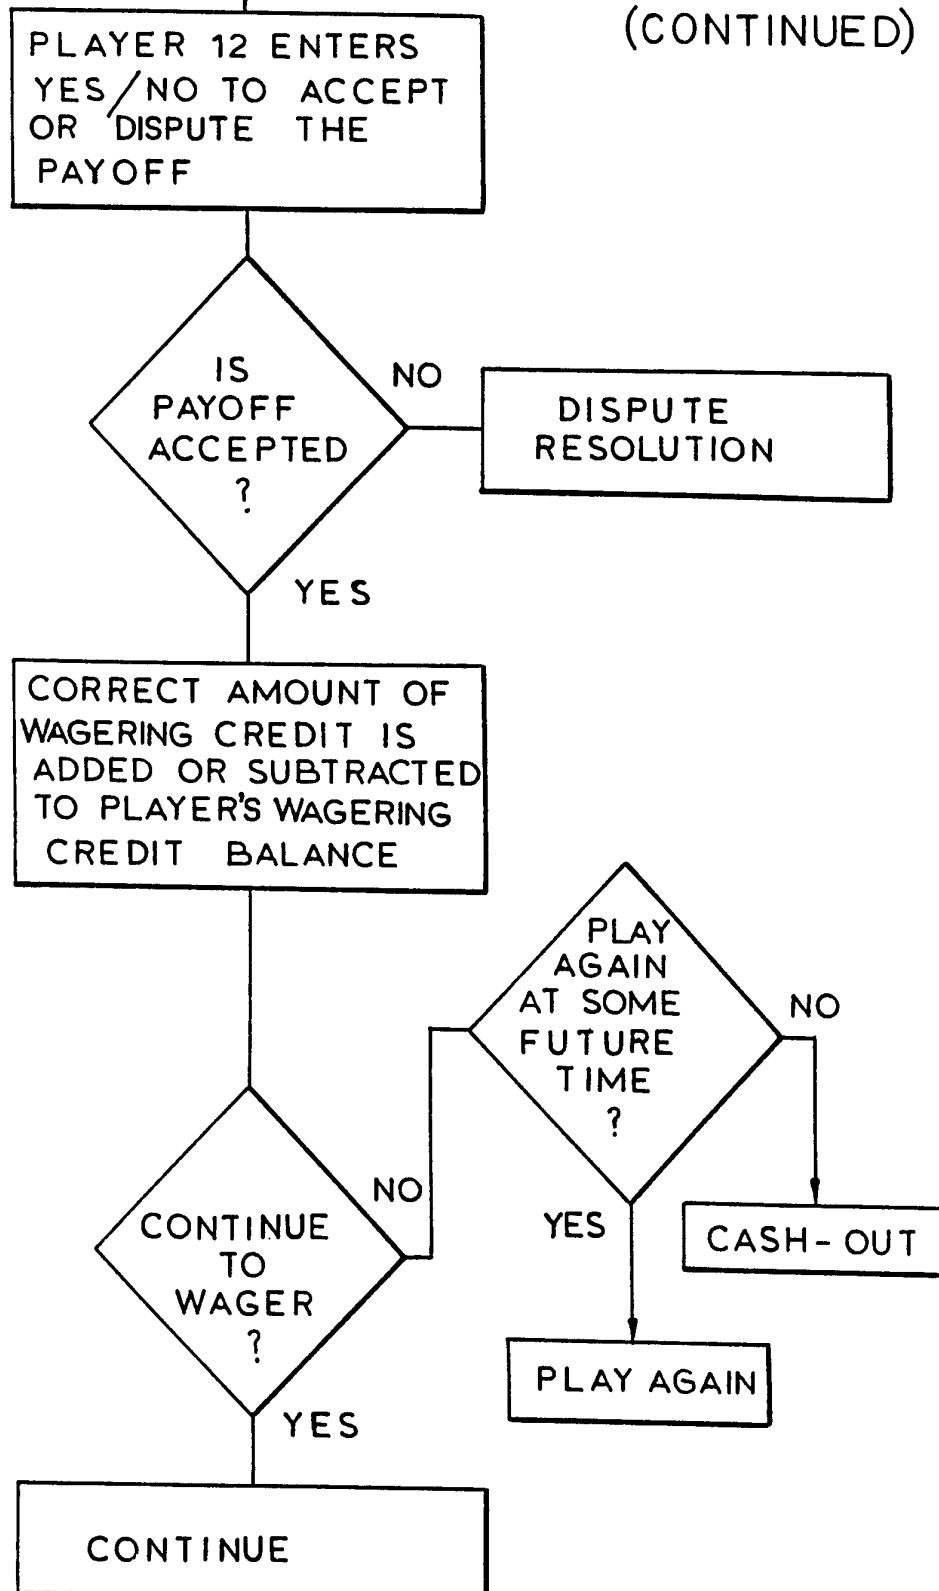 (CONTINUED)
PLAYER 12 ENTERS
YES/NO TO ACCEPT
OR DISPUTE THE
PAYOFF
IS
PAYOFF
ACCEPTED
?
NO
DISPUTE
RESOLUTION
YES
CORRECT AMOUNT OF
WAGERING CREDIT IS
ADDED OR SUBTRACTED
TO PLAYER'S WAGERING
CREDIT BALANCE
PLAY
AGAIN
AT SOME
FUTURE
TIME
?
NO
YES
CASH-OUT
PLAY AGAIN
CONTINUE
TO
WAGER
?
NO
YES
CONTINUE